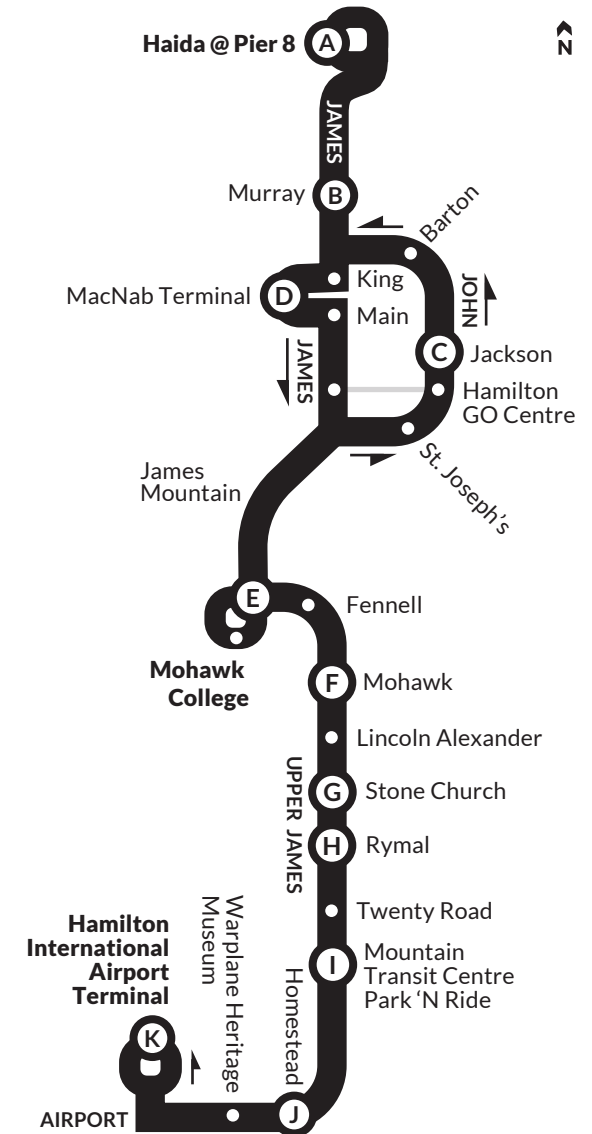 Haida @ Pier 8
A
N
JAMES
Murray
B
Barton
King
MacNab Terminal
D
JOHN
Main
C
Jackson
JAMES
Hamilton
GO Centre
St. Joseph's
James
Mountain
E
Fennell
Mohawk
College
F
Mohawk
Lincoln Alexander
UPPER JAMES
G
Stone Church
H
Rymal
Twenty Road
Hamilton
International
Airport
Terminal
Warplane Heritage
Museum
I
Mountain
Transit Centre
Park ‘N Ride
Homestead
K
J
AIRPORT